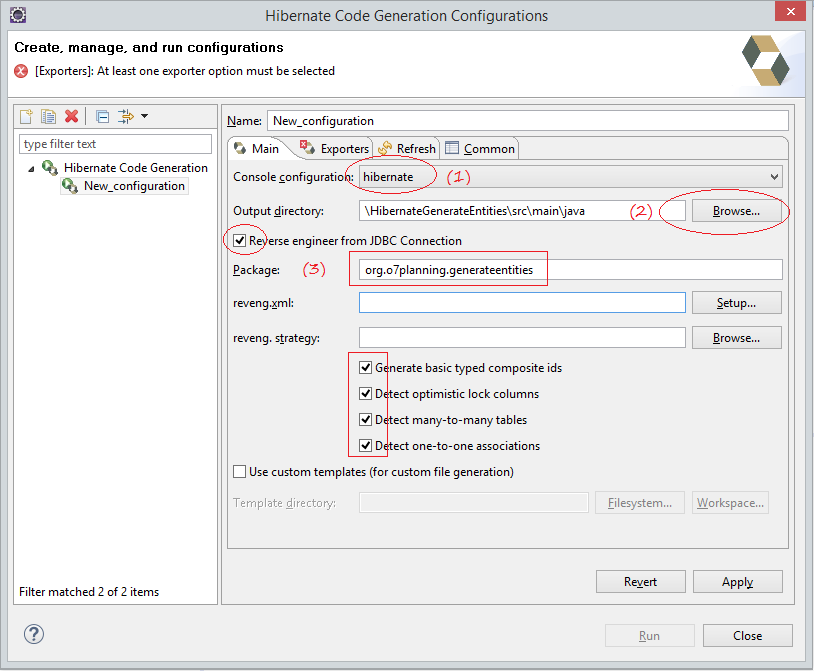 Hibernate Code Generation Configurations
Create, manage, and run configurations
[Exporters]: At least one exporter option must be selected
type filter text
Hibernate Code Generation
New_configuration
Filter matched 2 of 2 items
Name: New_configuration
Main Exporters Refresh Common
Console configuration: hibernate (1)
Output directory: \HibernateGenerateEntities\src\main\java (2) Browse...
Reverse engineer from JDBC Connection
Package: (3) org.o7planning.generateentities
reveng.xml: Setup...
reveng. strategy: Browse...
Generate basic typed composite ids
Detect optimistic lock columns
Detect many-to-many tables
Detect one-to-one associations
Use custom templates (for custom file generation)
Template directory: Filesystem... Workspace...
Revert Apply
? Run Close